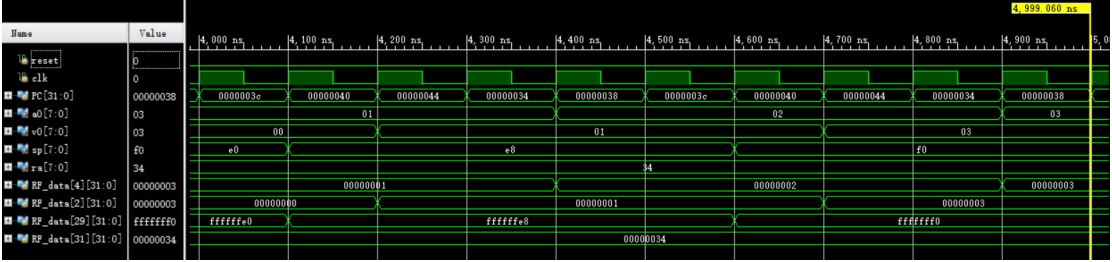 4,999.060 ns
Name Value 4,000 ns 4,100 ns 4,200 ns 4,300 ns 4,400 ns 4,500 ns 4,600 ns 4,700 ns 4,800 ns 4,900 ns 5,0
reset 0
clk 0
PC[31:0] 00000038 0000003c 00000040 00000044 00000034 00000038 0000003c 00000040 00000044 00000034 00000038
a0[7:0] 03 01 02 03
v0[7:0] 03 00 01 03
sp[7:0] f0 e0 e8 f0
ra[7:0] 34 34
RF_data[4][31:0] 00000003 00000001 00000002 00000003
RF_data[2][31:0] 00000003 00000000 00000001 00000003
RF_data[29][31:0] fffffff0 ffffffe0 ffffffe8 fffffff0
RF_data[31][31:0] 00000034 00000034